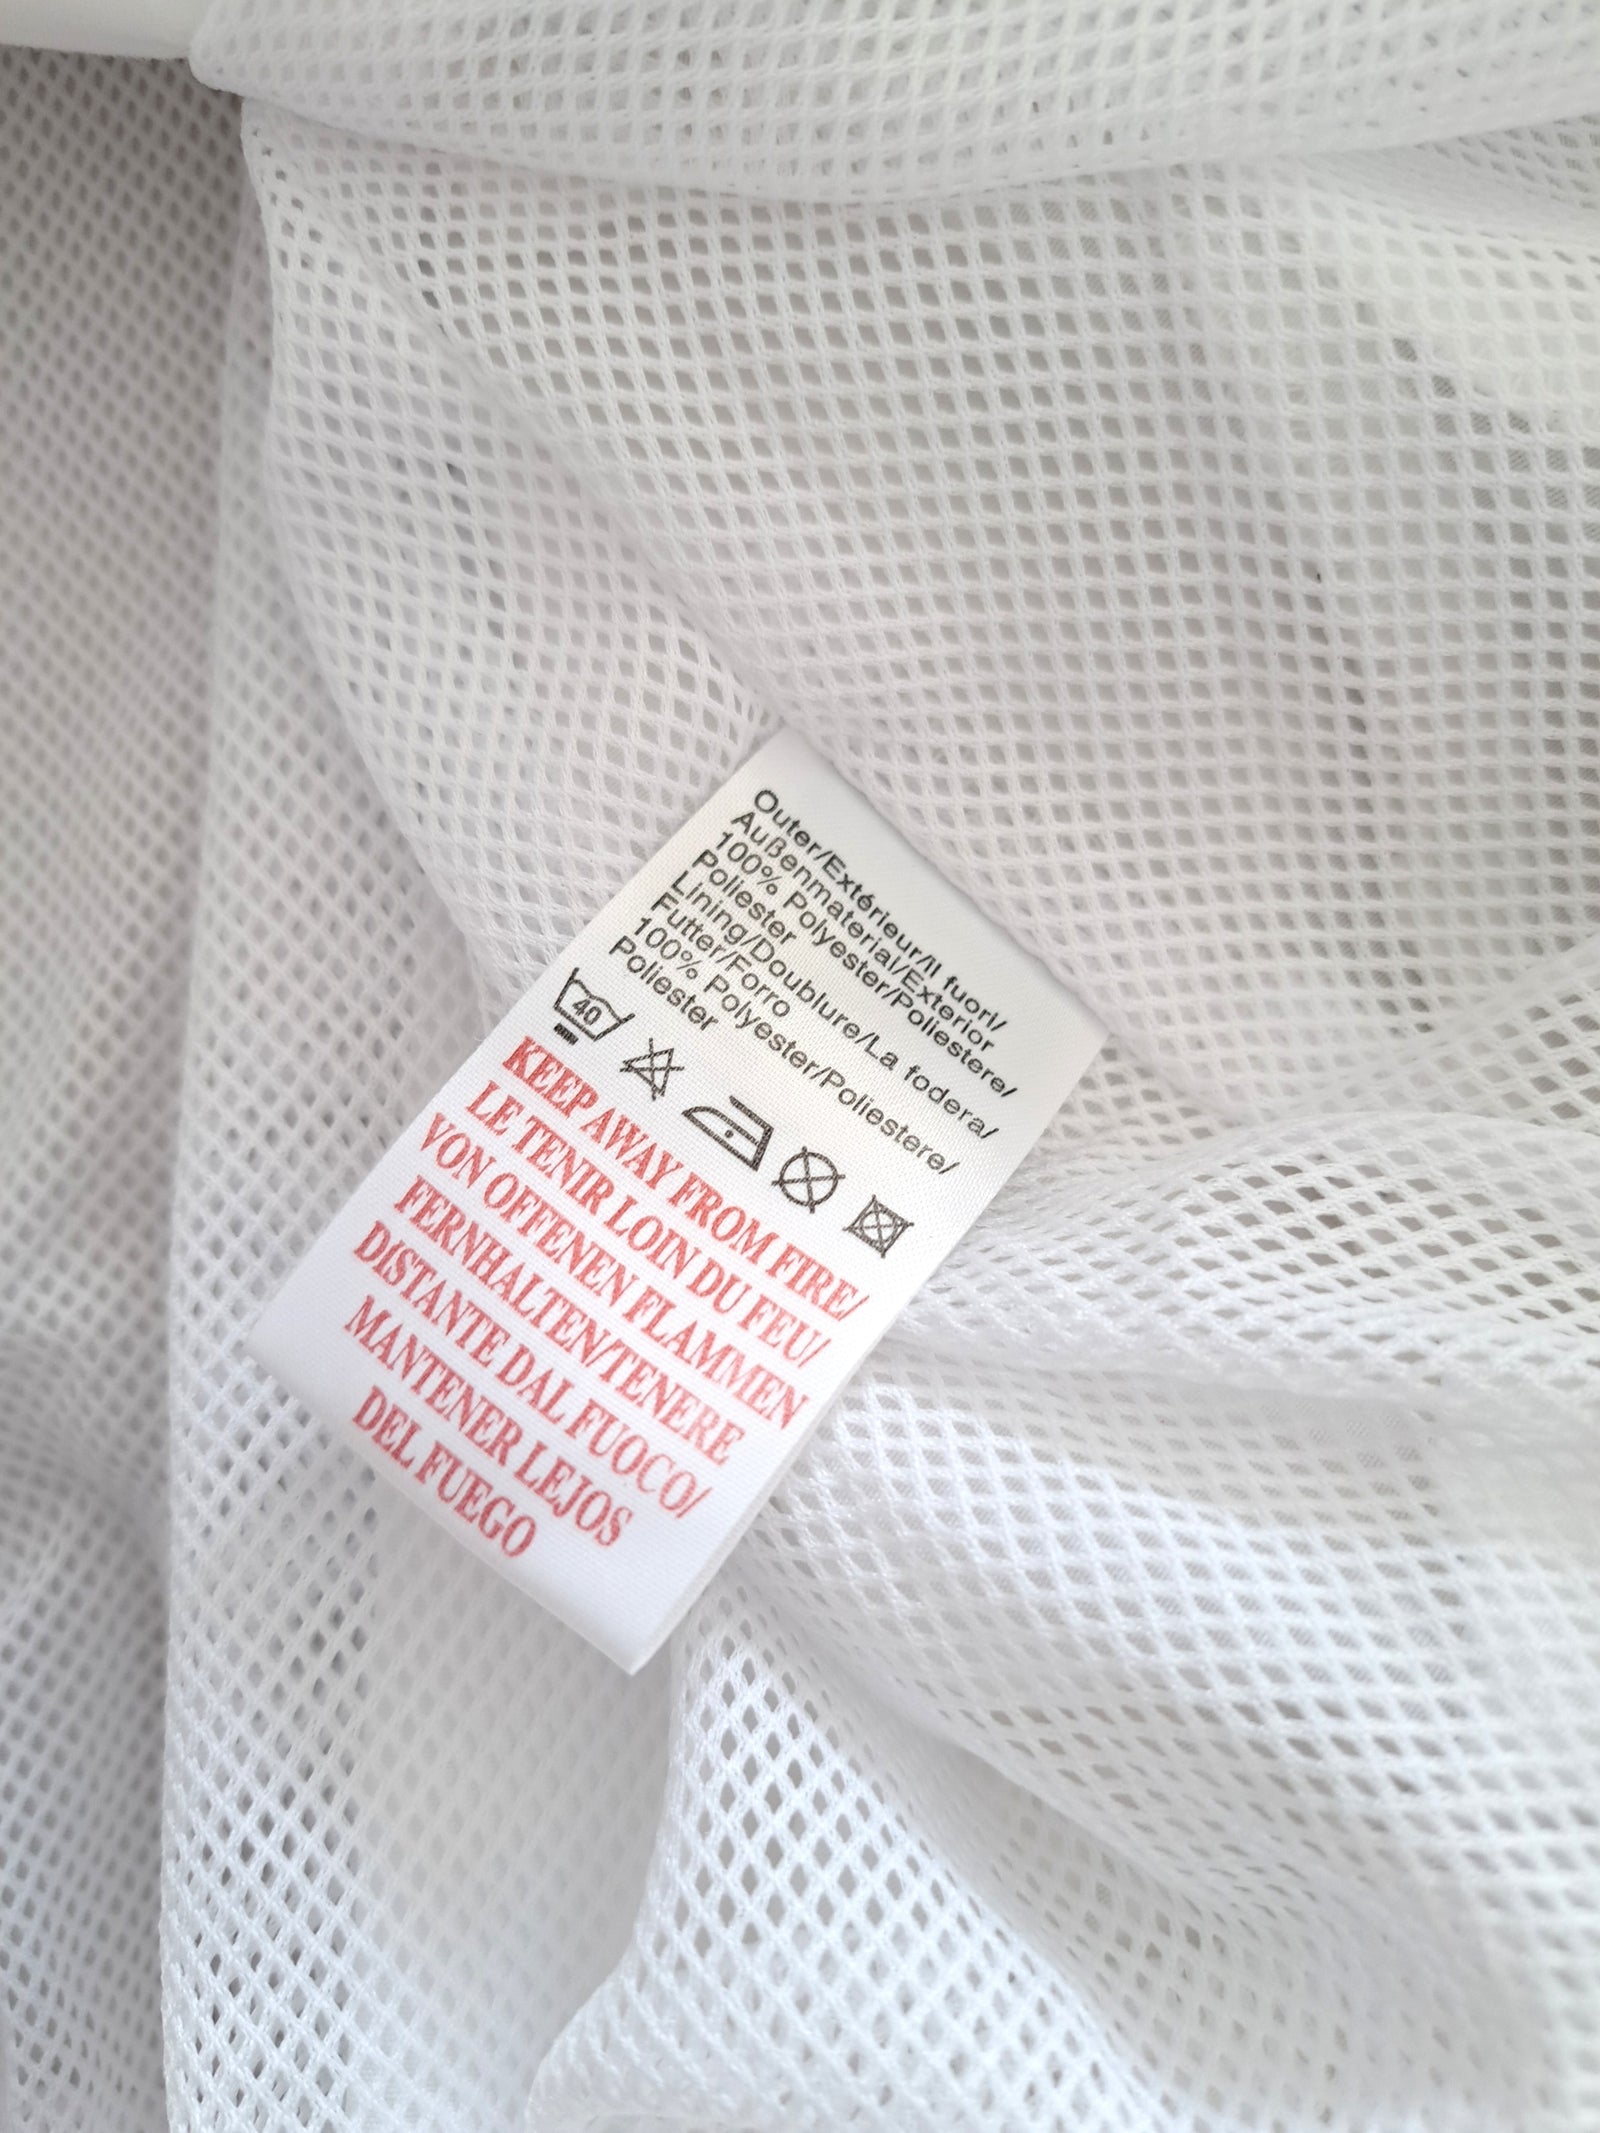 Outer/Extérieur/Il fuori/
Außenmaterial/Exterior
100% Polyester/Poliestere/
Poliester
Lining/Doublure/La fodera/
Futter/Forro
100% Polyester/Poliestere/
Poliester
40
KEEP AWAY FROM FIRE/
LE TENIR LOIN DU FEU/
VON OFFENEN FLAMMEN
FERNHALTEN/TENERE
DISTANTE DAL FUOCO/
MANTENER LEJOS
DEL FUEGO